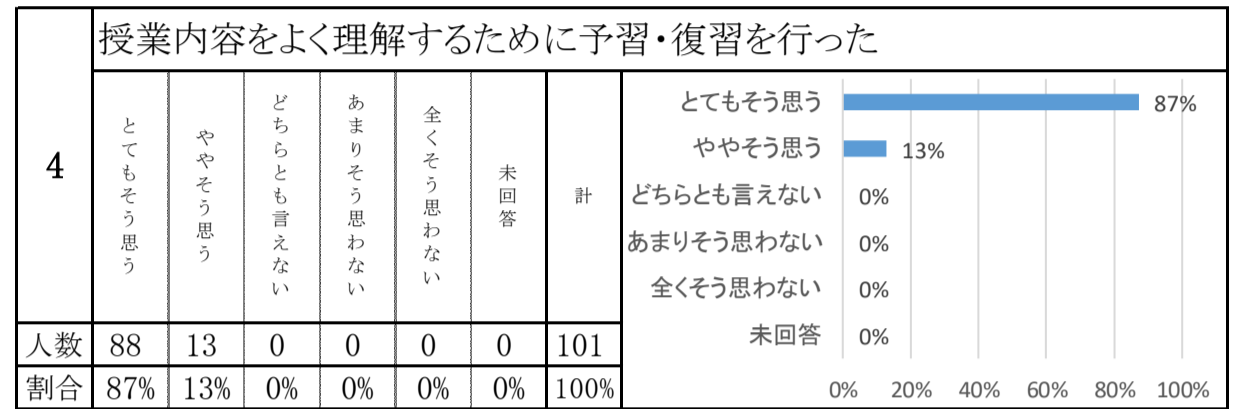 4
授業内容をよく理解するために予習・復習を行った
とてもそう思う
ややそう思う
どちらとも言えない
あまりそう思わない
全くそう思わない
未回答
計
人数 88 13 0 0 0 0 101
割合 87% 13% 0% 0% 0% 0% 100%
とてもそう思う 87%
ややそう思う 13%
どちらとも言えない 0%
あまりそう思わない 0%
全くそう思わない 0%
未回答 0%
0% 20% 40% 60% 80% 100%